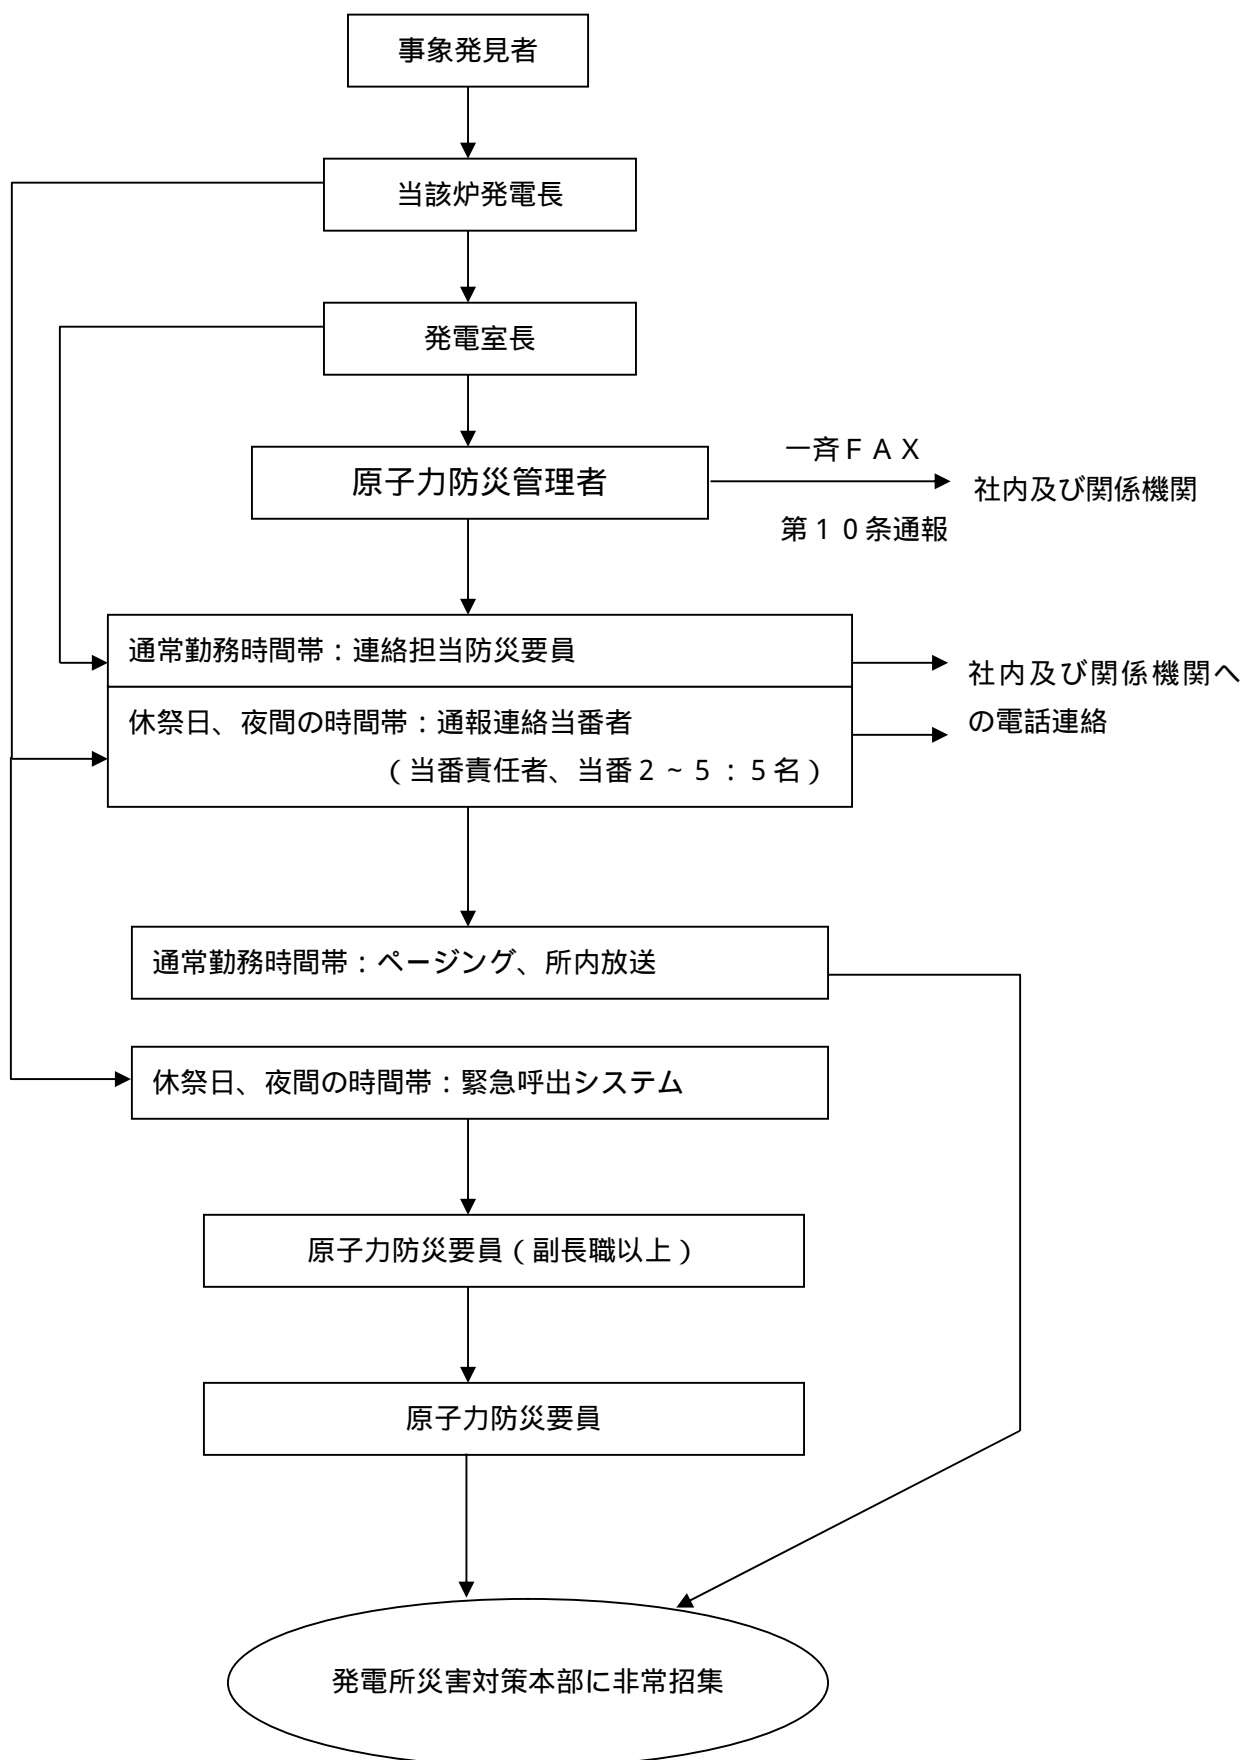 事象発見者
当該炉発電長
発電室長
原子力防災管理者
一斉ＦＡＸ
社内及び関係機関
第１０条通報
通常勤務時間帯：連絡担当防災要員
社内及び関係機関へ
の電話連絡
休祭日、夜間の時間帯：通報連絡当番者
（当番責任者、当番２～５：５名）
通常勤務時間帯：ページング、所内放送
休祭日、夜間の時間帯：緊急呼出システム
原子力防災要員（副長職以上）
原子力防災要員
発電所災害対策本部に非常招集